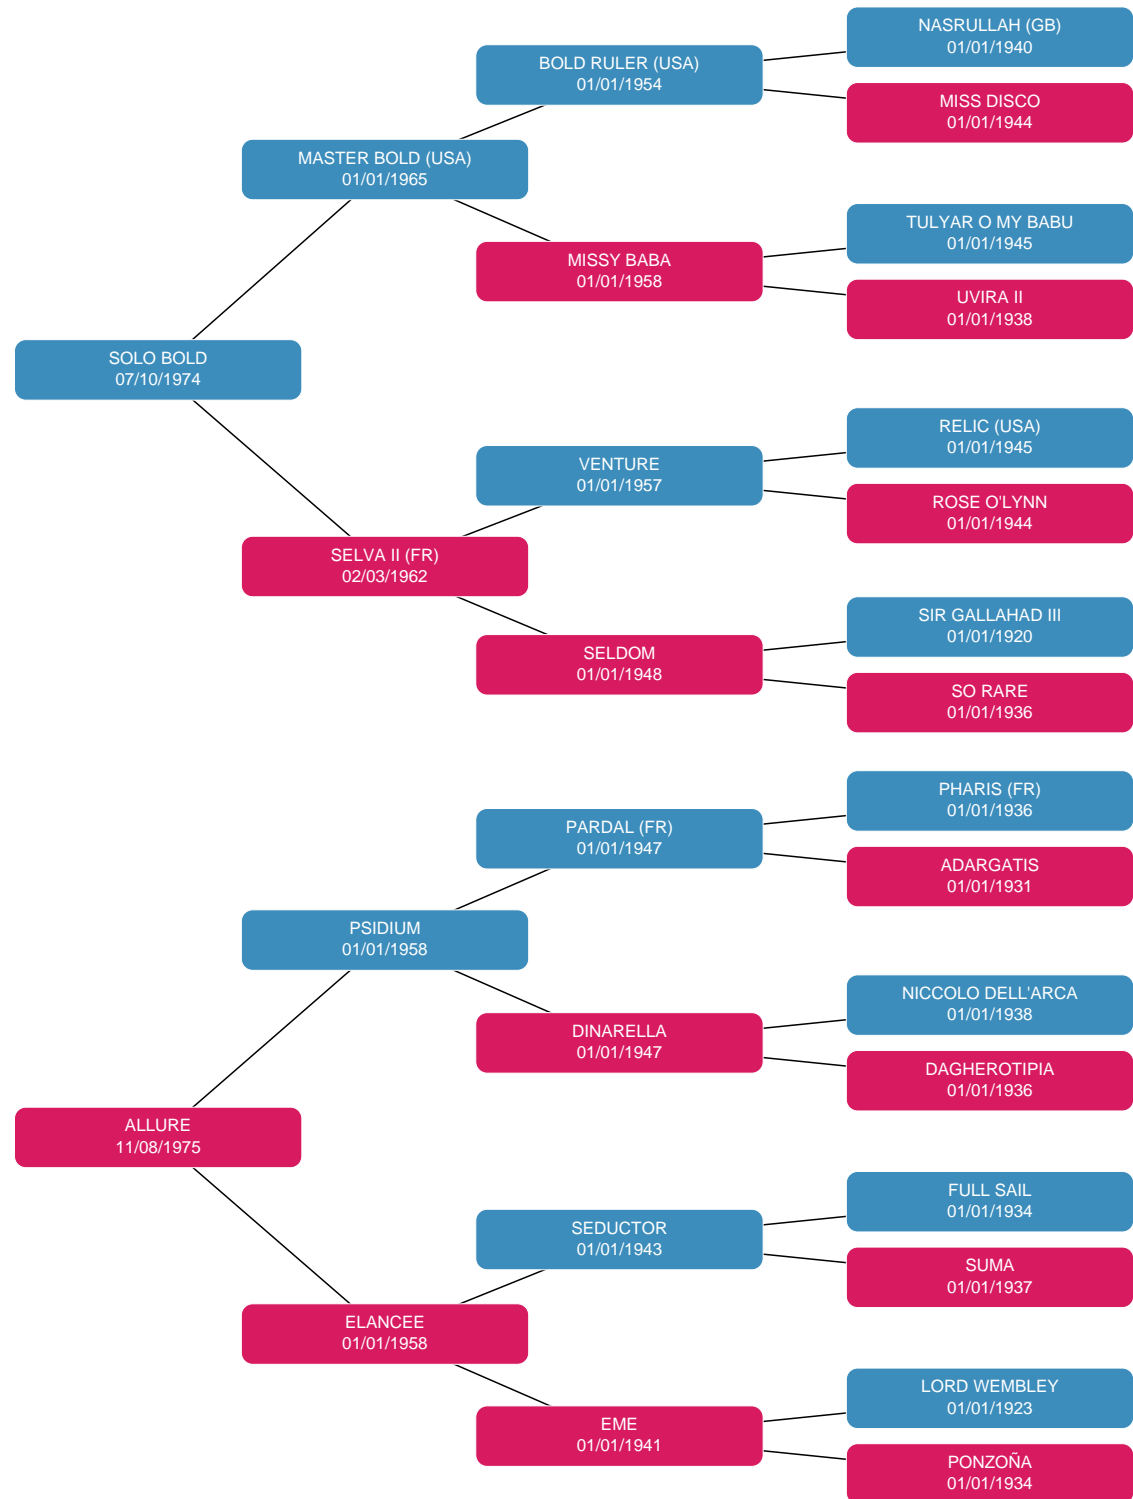 NASRULLAH (GB)
01/01/1940
BOLD RULER (USA)
01/01/1954
MISS DISCO
01/01/1944
MASTER BOLD (USA)
01/01/1965
TULYAR O MY BABU
01/01/1945
MISSY BABA
01/01/1958
UVIRA II
01/01/1938
SOLO BOLD
07/10/1974
RELIC (USA)
01/01/1945
VENTURE
01/01/1957
ROSE O'LYNN
01/01/1944
SELVA II (FR)
02/03/1962
SIR GALLAHAD III
01/01/1920
SELDOM
01/01/1948
SO RARE
01/01/1936
PHARIS (FR)
01/01/1936
PARDAL (FR)
01/01/1947
ADARGATIS
01/01/1931
PSIDIUM
01/01/1958
NICCOLO DELL'ARCA
01/01/1938
DINARELLA
01/01/1947
DAGHEROTIPIA
01/01/1936
ALLURE
11/08/1975
FULL SAIL
01/01/1934
SEDUCTOR
01/01/1943
SUMA
01/01/1937
ELANCEE
01/01/1958
LORD WEMBLEY
01/01/1923
EME
01/01/1941
PONZOÑA
01/01/1934